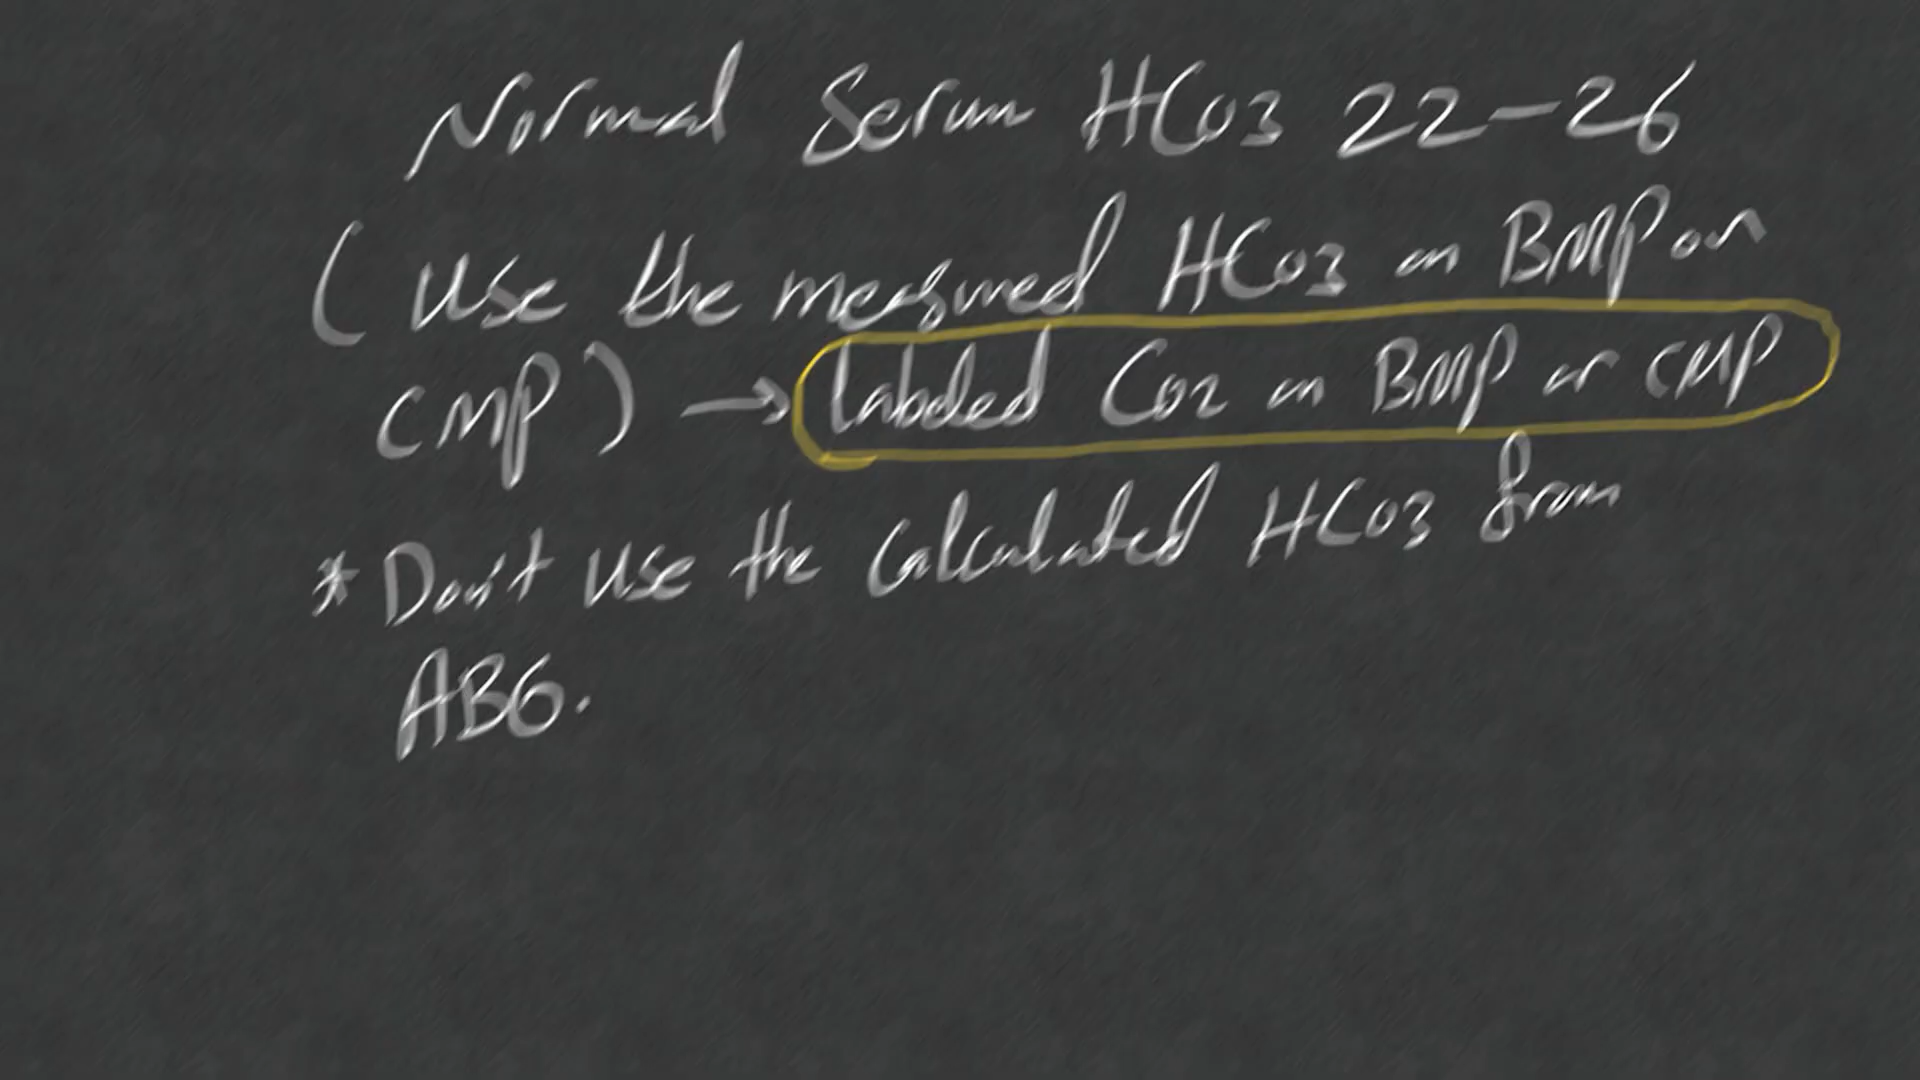 Normal Serum HCO3 22-26
(Use the measured HCO3 on BMP or
CMP) → Labeled CO2 on BMP or CMP
* Don't use the calculated HCO3 from
ABG.